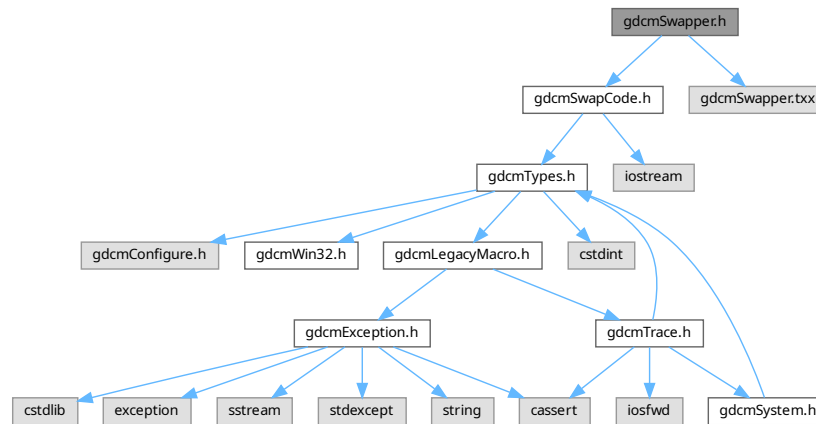 gdcmSwapper.h
gdcmSwapCode.h
gdcmSwapper.txx
gdcmTypes.h
iostream
gdcmConfigure.h
gdcmWin32.h
gdcmLegacyMacro.h
cstdint
gdcmException.h
gdcmTrace.h
cstdlib
exception
sstream
stdexcept
string
cassert
iosfwd
gdcmSystem.h